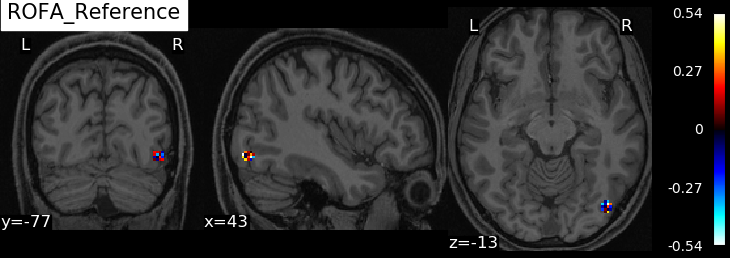 ROFA_Reference
L R
L R
0.54
0.27
0
-0.27
-0.54
y=-77
x=43
z=-13